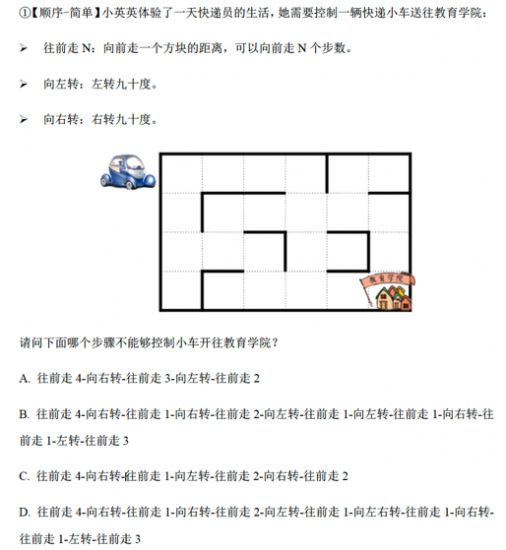 ①【顺序-简单】小英英体验了一天快递员的生活，她需要控制一辆快递小车送往教育学院：
➢ 往前走 N：向前走一个方块的距离，可以向前走 N 个步数。
➢ 向左转：左转九十度。
➢ 向右转：右转九十度。
教育学院
请问下面哪个步骤不能够控制小车开往教育学院？
A. 往前走 4-向右转-往前走 3-向左转-往前走 2
B. 往前走 4-向右转-往前走 1-向右转-往前走 2-向左转-往前走 1-向左转-往前走 1-向右转-往
前走 1-左转-往前走 3
C. 往前走 4-向右转-往前走 1-向左转-往前走 2-向右转-往前走 2
D. 往前走 4-向右转-往前走 1-向右转-往前走 2-向左转-往前走 1-向左右转-往前走 1-向右转-
往前走 1-左转-往前走 3